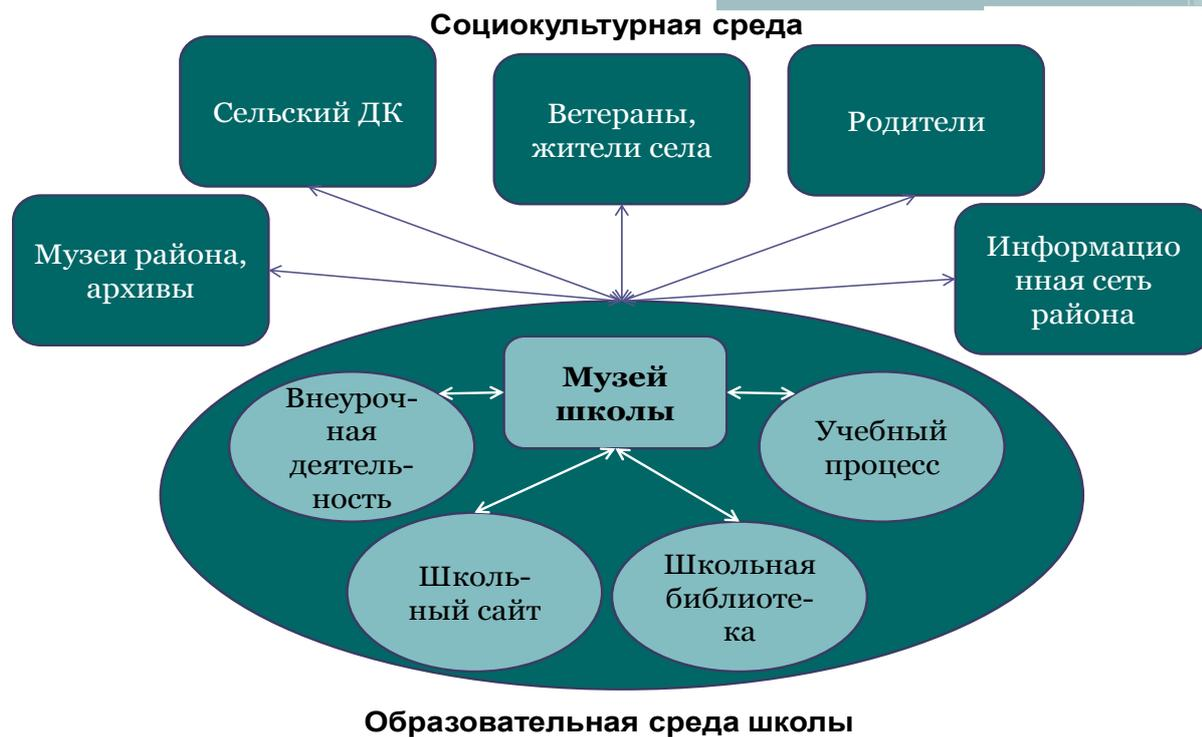 Социокультурная среда
Сельский ДК
Ветераны,
жители села
Родители
Музеи района,
архивы
Информацио
нная сеть
района
Музей
школы
Внеуроч-
ная
деятель-
ность
Учебный
процесс
Школь-
ный сайт
Школьная
библиоте-
ка
Образовательная среда школы